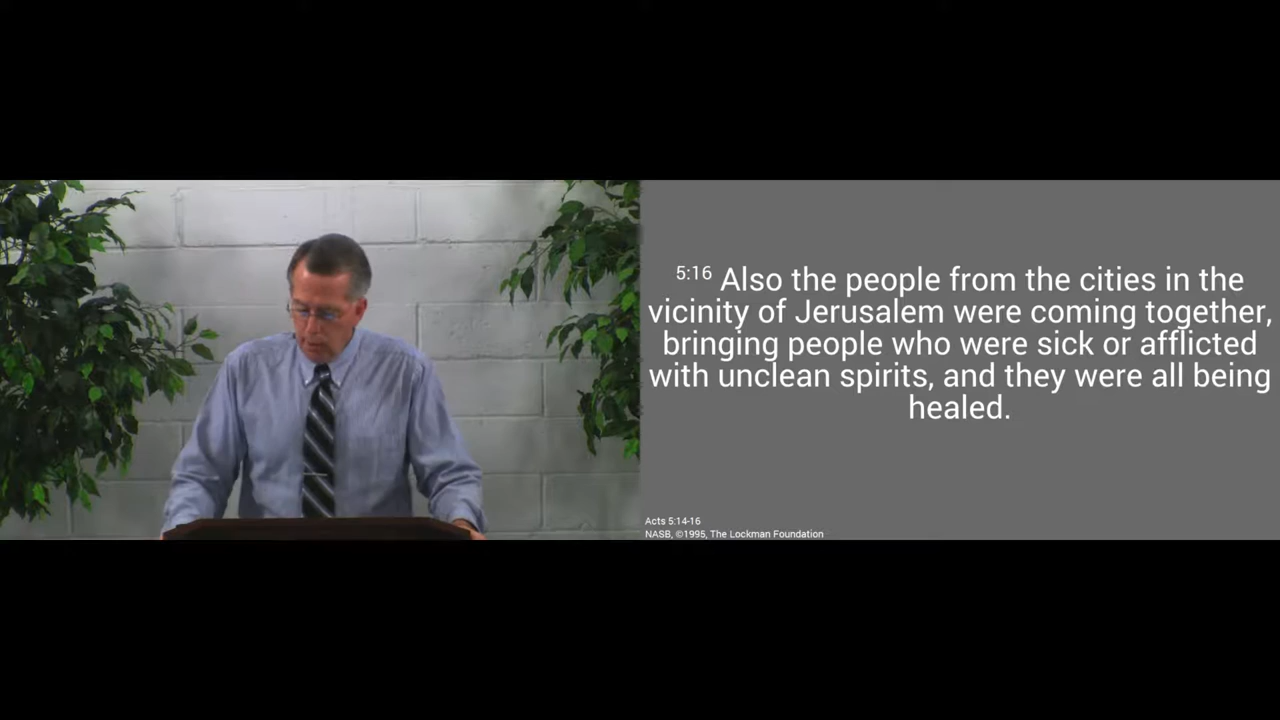 5:16 Also the people from the cities in the
vicinity of Jerusalem were coming together,
bringing people who were sick or afflicted
with unclean spirits, and they were all being
healed.
Acts 5:14-16
NASB, ©1995, The Lockman Foundation